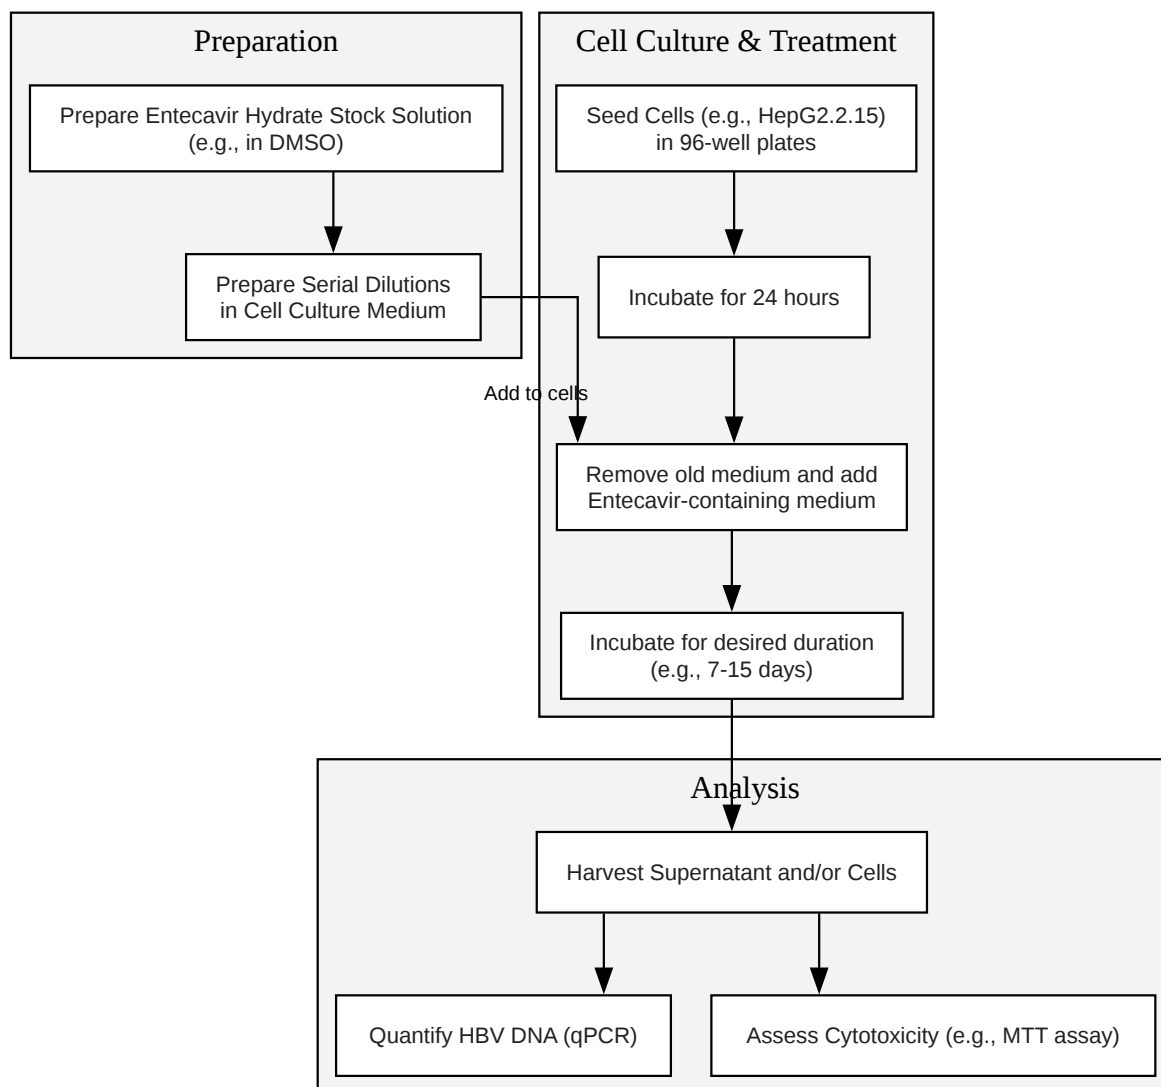 Preparation
Prepare Entecavir Hydrate Stock Solution
(e.g., in DMSO)
Prepare Serial Dilutions
in Cell Culture Medium
Add to cells
Cell Culture & Treatment
Seed Cells (e.g., HepG2.2.15)
in 96-well plates
Incubate for 24 hours
Remove old medium and add
Entecavir-containing medium
Incubate for desired duration
(e.g., 7-15 days)
Analysis
Harvest Supernatant and/or Cells
Quantify HBV DNA (qPCR)
Assess Cytotoxicity (e.g., MTT assay)